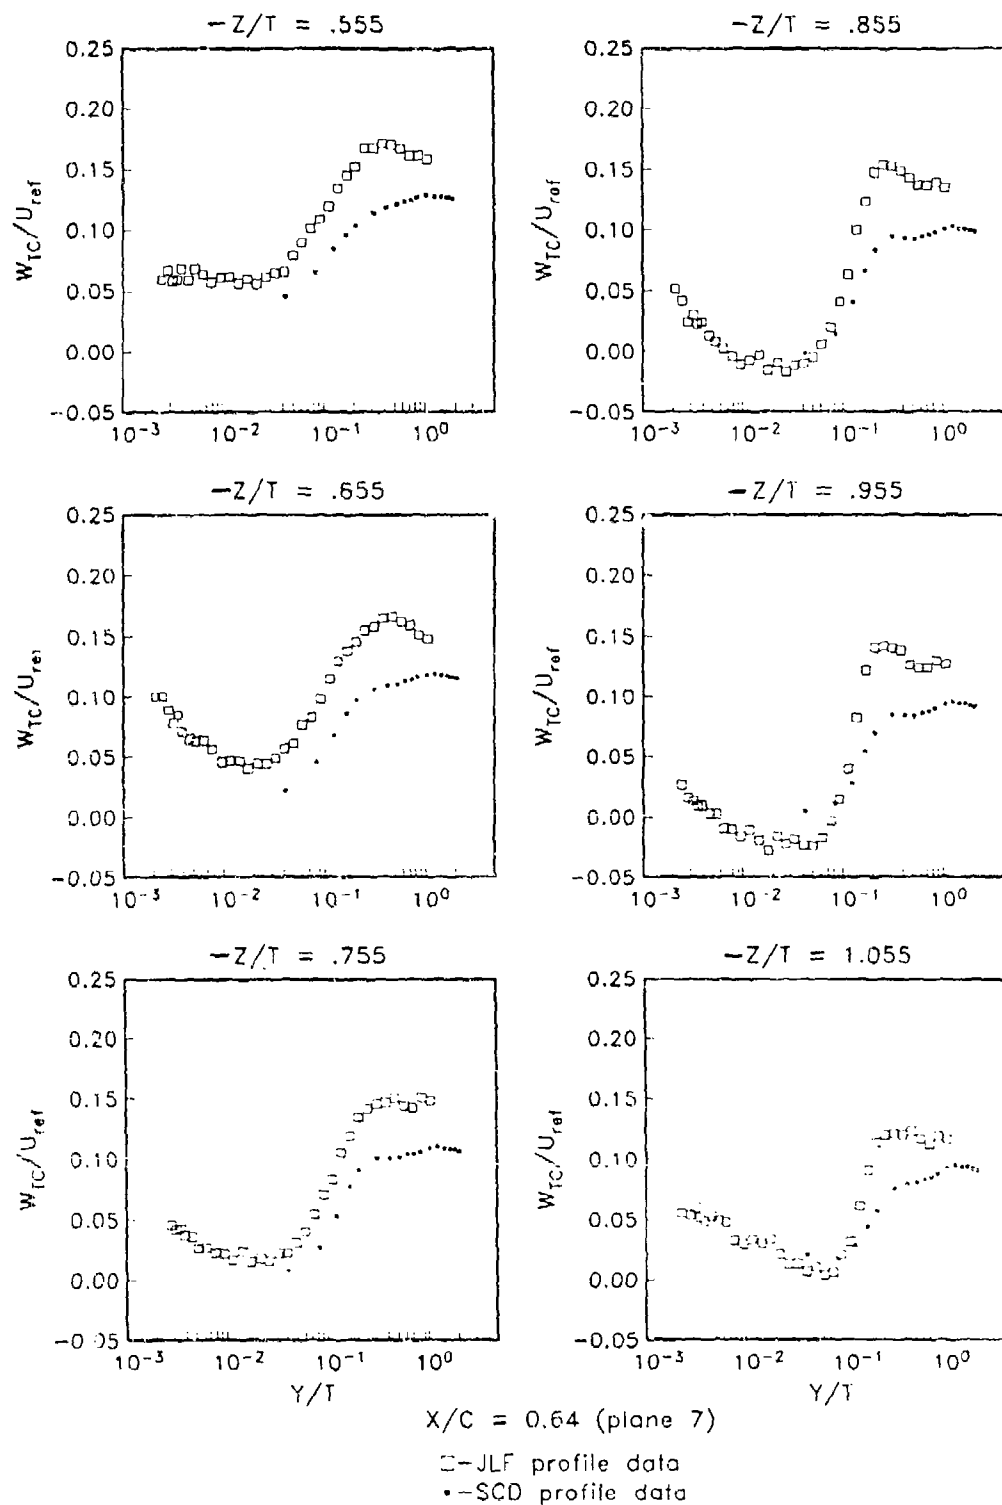 -Z/T = .555
0.25
0.20
0.15
0.10
0.05
0.00
-0.05
W_TC/U_ref
10^-3 10^-2 10^-1 10^0
-Z/T = .855
0.25
0.20
0.15
0.10
0.05
0.00
-0.05
W_TC/U_ref
10^-3 10^-2 10^-1 10^0
-Z/T = .655
0.25
0.20
0.15
0.10
0.05
0.00
-0.05
W_TC/U_ref
10^-3 10^-2 10^-1 10^0
-Z/T = .955
0.25
0.20
0.15
0.10
0.05
0.00
-0.05
W_TC/U_ref
10^-3 10^-2 10^-1 10^0
-Z/T = .755
0.25
0.20
0.15
0.10
0.05
0.00
-0.05
W_TC/U_ref
10^-3 10^-2 10^-1 10^0
Y/T
-Z/T = 1.055
0.25
0.20
0.15
0.10
0.05
0.00
-0.05
W_TC/U_ref
10^-3 10^-2 10^-1 10^0
Y/T
X/C = 0.64 (plane 7)
□-JLF profile data
•-SCD profile data